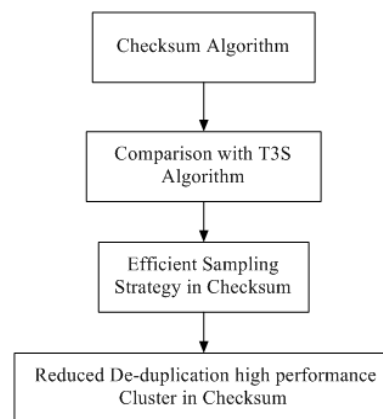 Checksum Algorithm
Comparison with T3S
Algorithm
Efficient Sampling
Strategy in Checksum
Reduced De-duplication high performance
Cluster in Checksum